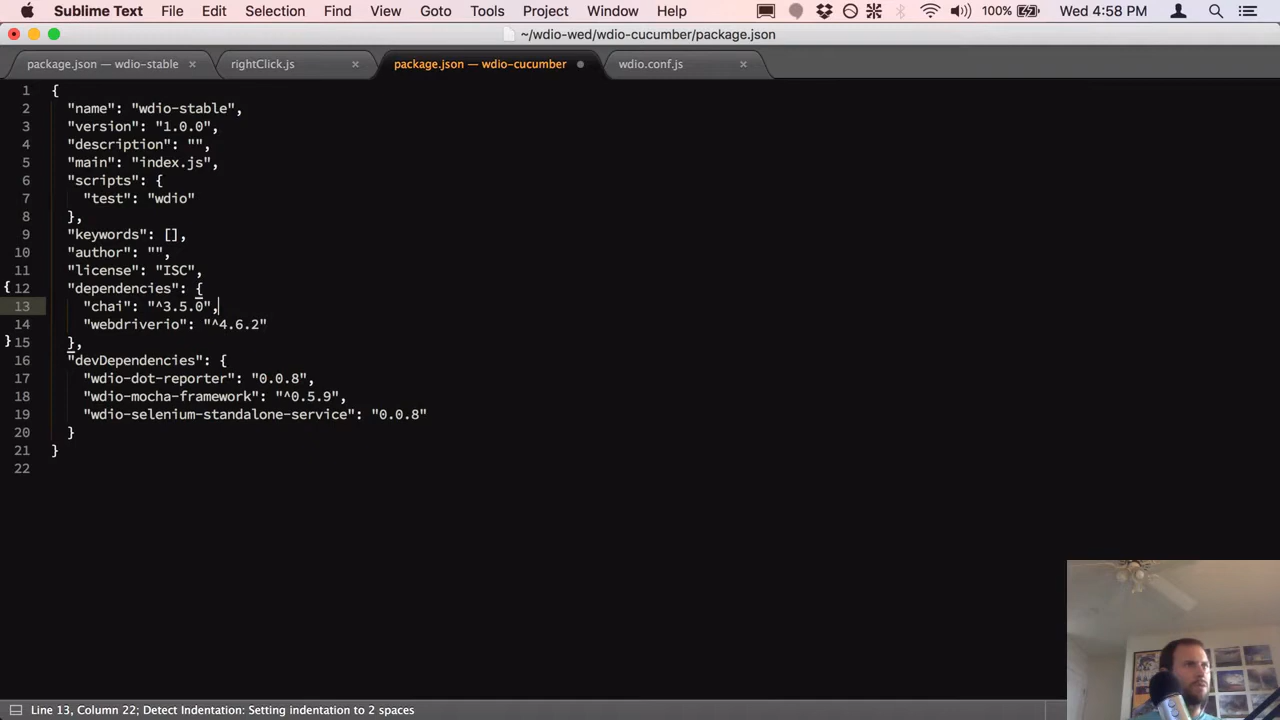 Sublime Text File Edit Selection Find View Goto Tools Project Window Help 100% Wed 4:58 PM
~/wdio-wed/wdio-cucumber/package.json
package.json — wdio-stable × rightClick.js × package.json — wdio-cucumber wdio.conf.js ×
1 {
2 "name": "wdio-stable",
3 "version": "1.0.0",
4 "description": "",
5 "main": "index.js",
6 "scripts": {
7 "test": "wdio"
8 },
9 "keywords": [],
10 "author": "",
11 "license": "ISC",
12 "dependencies": {
13 "chai": "^3.5.0",
14 "webdriverio": "^4.6.2"
15 },
16 "devDependencies": {
17 "wdio-dot-reporter": "0.0.8",
18 "wdio-mocha-framework": "^0.5.9",
19 "wdio-selenium-standalone-service": "0.0.8"
20 }
21 }
22
Line 13, Column 22; Detect Indentation: Setting indentation to 2 spaces